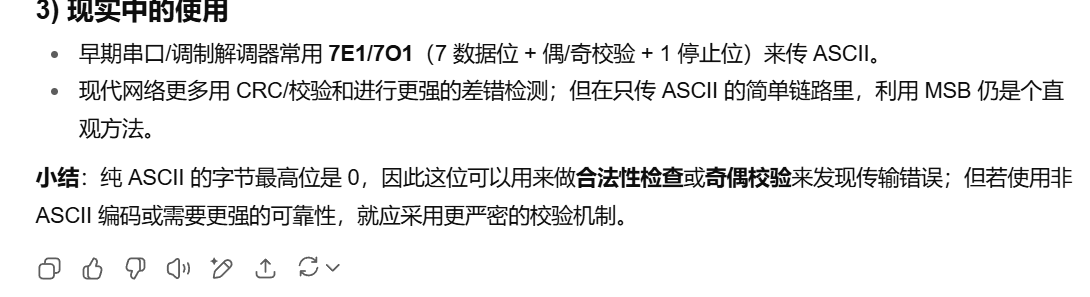 3) 现实中的使用
• 早期串口/调制解调器常用 7E1/7O1（7 数据位 + 偶/奇校验 + 1 停止位）来传 ASCII。
• 现代网络更多用 CRC/校验和进行更强的差错检测；但在只传 ASCII 的简单链路里，利用 MSB 仍是个直
观方法。
小结：纯 ASCII 的字节最高位是 0，因此这位可以用来做合法性检查或奇偶校验来发现传输错误；但若使用非
ASCII 编码或需要更强的可靠性，就应采用更严密的校验机制。